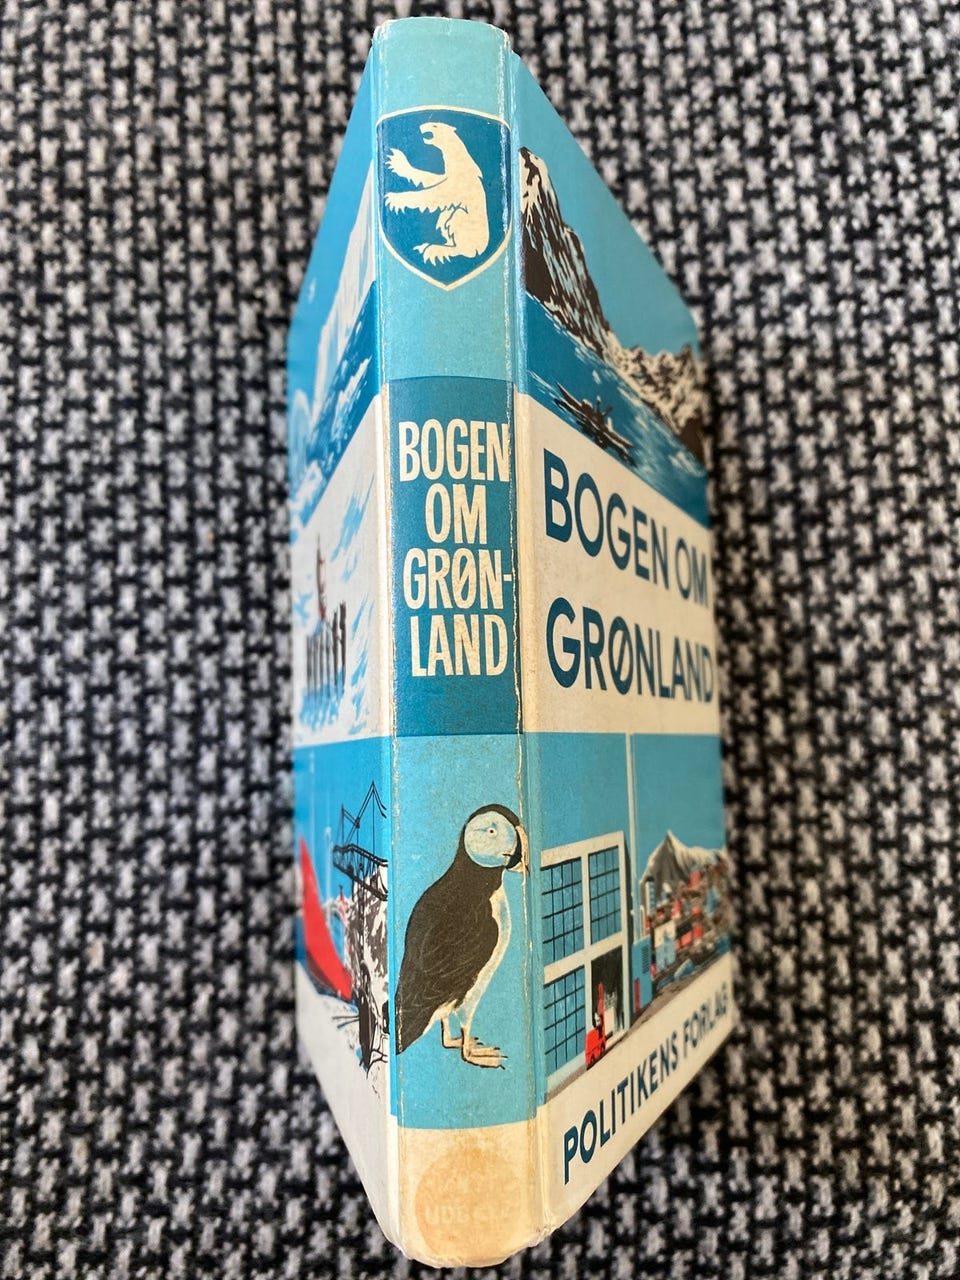 BOGEN
OM
GRØN-
LAND
BOGEN OM
GRØNLAND
POLITIKENS FORLAG